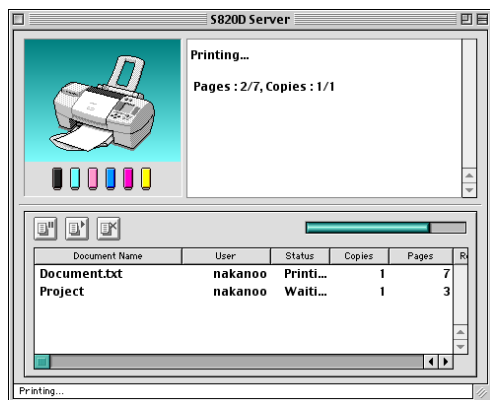 S820D Server
Printing...
Pages : 2/7, Copies : 1/1
Document Name User Status Copies Pages Re
Document.txt nakanoo Printi... 1 7
Project nakanoo Waiti... 1 3
Printing...